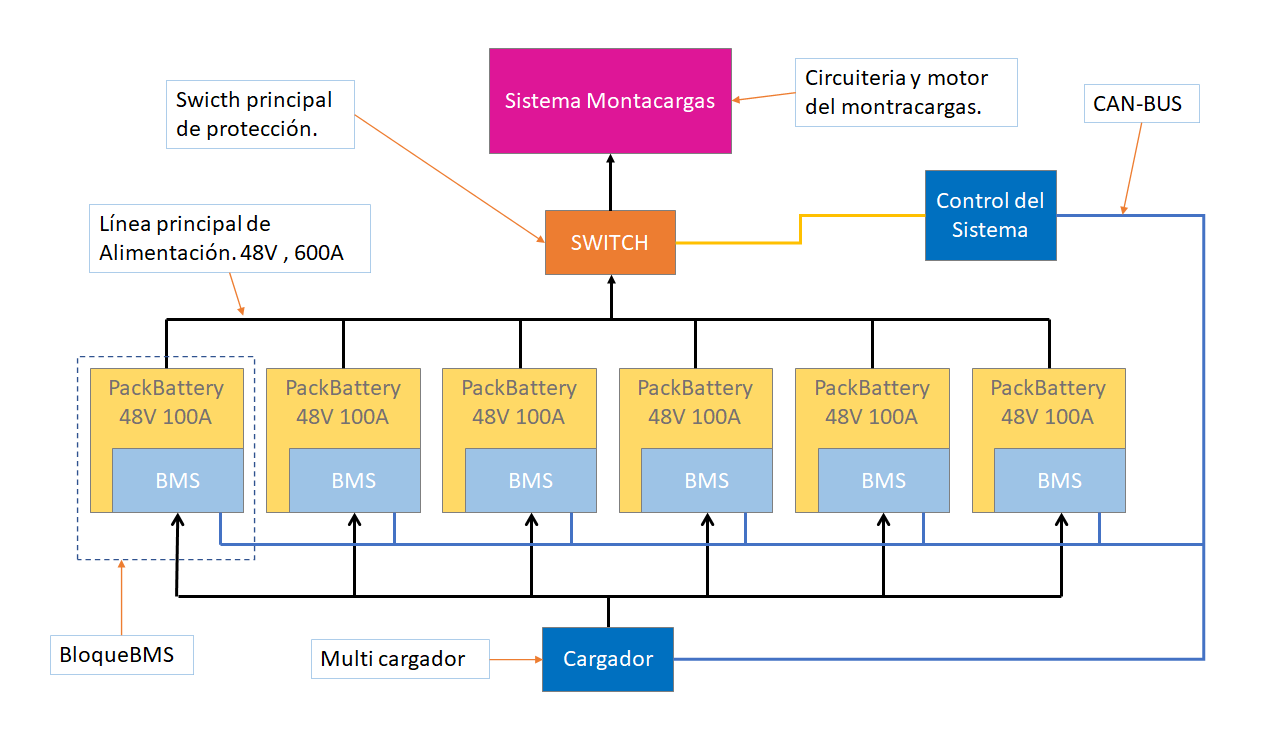 Sistema Montacargas
Circuiteria y motor
del montracargas.
Swicth principal
de protección.
CAN-BUS
Control del
Sistema
Línea principal de
Alimentación. 48V , 600A
SWITCH
PackBattery
48V 100A
BMS
PackBattery
48V 100A
BMS
PackBattery
48V 100A
BMS
PackBattery
48V 100A
BMS
PackBattery
48V 100A
BMS
PackBattery
48V 100A
BMS
BloqueBMS
Multi cargador
Cargador